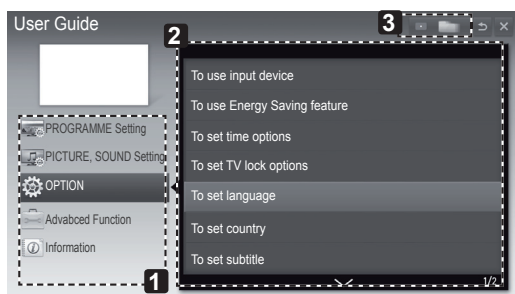 User Guide
2
3
To use input device
To use Energy Saving feature
To set time options
To set TV lock options
To set language
To set country
To set subtitle
1/2
PROGRAMME Setting
PICTURE, SOUND Setting
OPTION
Advabced Function
Information
1